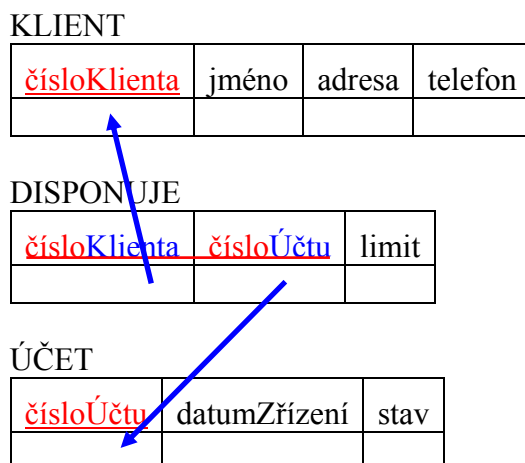 KLIENT
čísloKlienta jméno adresa telefon
DISPONUJE
čísloKlienta čísloÚčtu limit
ÚČET
čísloÚčtu datumZřízení stav